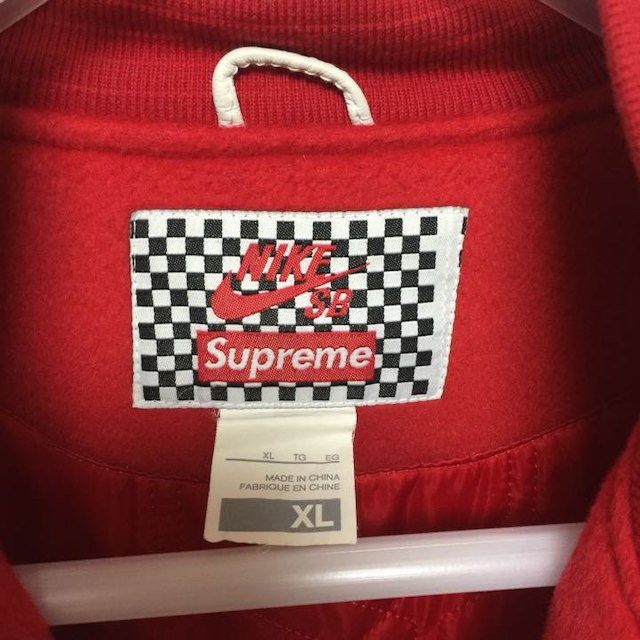 NIKE
SB
Supreme
XL TG EG
MADE IN CHINA
FABRIQUE EN CHINE
XL